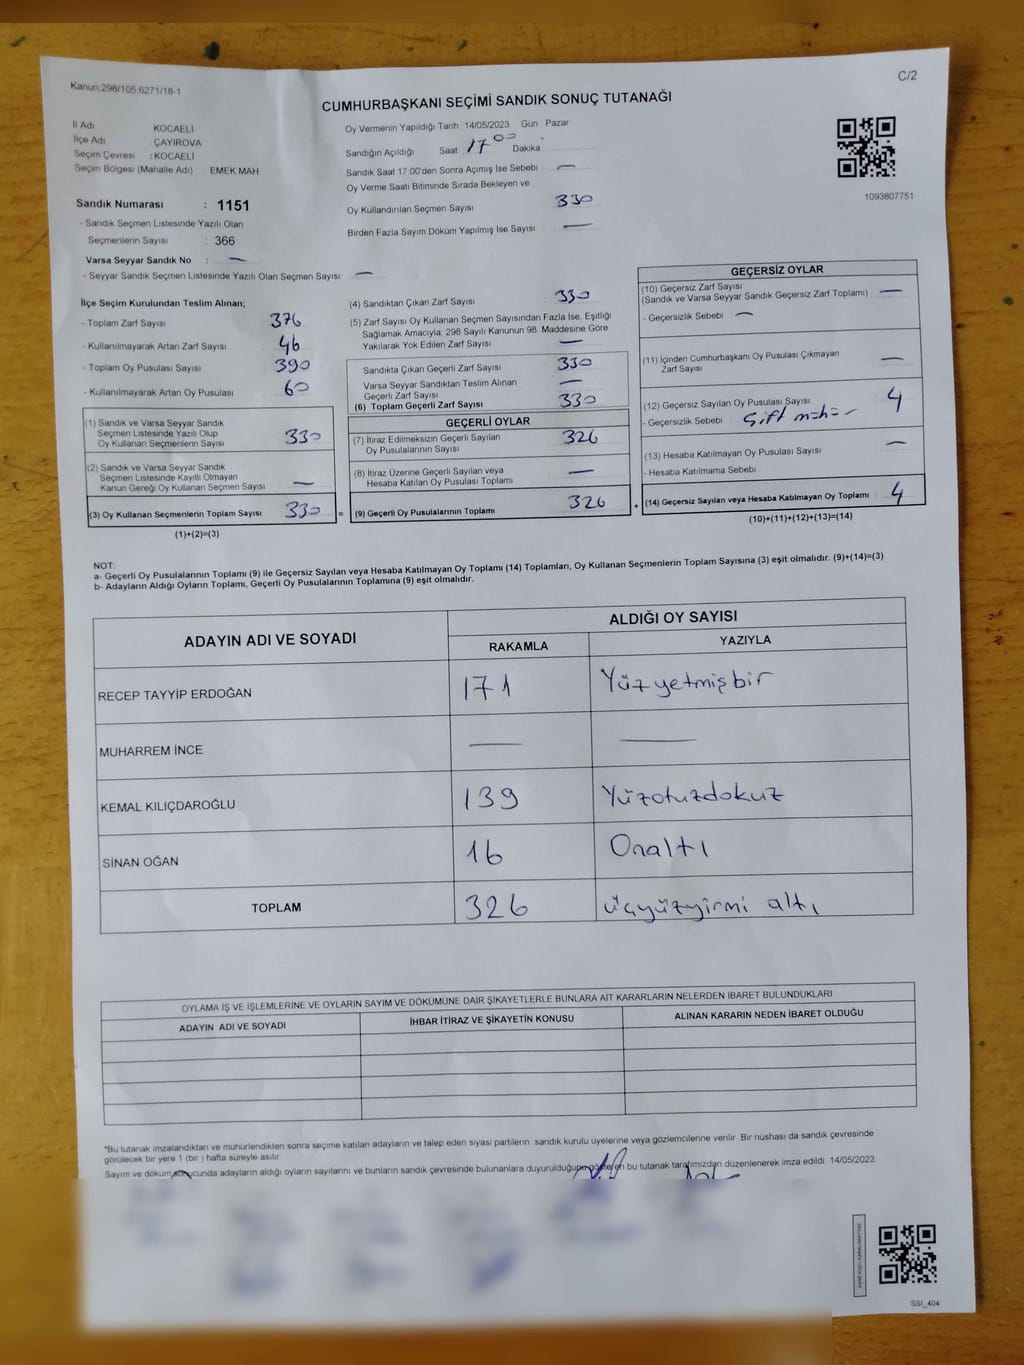 Kanun:298/105,6271/18-1
C/2
CUMHURBAŞKANI SEÇİMİ SANDIK SONUÇ TUTANAĞI
İl Adı KOCAELİ
İlçe Adı ÇAYIROVA
Seçim Çevresi : KOCAELİ
Seçim Bölgesi (Mahalle Adı) EMEK MAH
Sandık Numarası : 1151
- Sandık Seçmen Listesinde Yazılı Olan
Seçmenlerin Sayısı : 366
Varsa Seyyar Sandık No : —
- Seyyar Sandık Seçmen Listesinde Yazılı Olan Seçmen Sayısı: —
Oy Vermenin Yapıldığı Tarih 14/05/2023 Gün : Pazar
Sandığın Açıldığı Saat 17 00 Dakika
Sandık Saat 17 00'den Sonra Açımış İse Sebebi —
Oy Verme Saati Bitiminde Sırada Bekleyen ve
Oy Kullandırılan Seçmen Sayısı 330
Birden Fazla Sayım Döküm Yapılmış İse Sayısı —
1093807751
İlçe Seçim Kurulundan Teslim Alınan;
- Toplam Zarf Sayısı 376
- Kullanılmayarak Artan Zarf Sayısı 46
- Toplam Oy Pusulası Sayısı 390
- Kullanılmayarak Artan Oy Pusulası 60
(1) Sandık ve Varsa Seyyar Sandık
Seçmen Listesinde Yazılı Olup
Oy Kullanan Seçmenlerin Sayısı 330
(2) Sandık ve Varsa Seyyar Sandık
Seçmen Listesinde Kayıtlı Olmayan
Kanun Gereği Oy Kullanan Seçmen Sayısı —
(3) Oy Kullanan Seçmenlerin Toplam Sayısı 330 =
(1)+(2)=(3)
(4) Sandıktan Çıkan Zarf Sayısı 330
(5) Zarf Sayısı Oy Kullanan Seçmen Sayısından Fazla İse, Eşitliği
Sağlamak Amacıyla, 298 Sayılı Kanunun 98. Maddesine Göre
Yakılarak Yok Edilen Zarf Sayısı —
Sandıkta Çıkan Geçerli Zarf Sayısı 330
Varsa Seyyar Sandıktan Teslim Alınan
Geçerli Zarf Sayısı —
(6) Toplam Geçerli Zarf Sayısı 330
GEÇERLİ OYLAR
(7) İtiraz Edilmeksizin Geçerli Sayılan
Oy Pusulalarının Sayısı 326
(8) İtiraz Üzerine Geçerli Sayılan veya
Hesaba Katılan Oy Pusulası Toplamı —
(9) Geçerli Oy Pusulalarının Toplamı 326 +
GEÇERSİZ OYLAR
(10) Geçersiz Zarf Sayısı
(Sandık ve Varsa Seyyar Sandık Geçersiz Zarf Toplamı) —
- Geçersizlik Sebebi —
(11) İçinden Cumhurbaşkanı Oy Pusulası Çıkmayan
Zarf Sayısı —
(12) Geçersiz Sayılan Oy Pusulası Sayısı 4
- Geçersizlik Sebebi Çift mühür
(13) Hesaba Katılmayan Oy Pusulası Sayısı —
- Hesaba Katılmama Sebebi
(14) Geçersiz Sayılan veya Hesaba Katılmayan Oy Toplamı 4
(10)+(11)+(12)+(13)=(14)
NOT:
a- Geçerli Oy Pusulalarının Toplamı (9) ile Geçersiz Sayılan veya Hesaba Katılmayan Oy Toplamı (14) Toplamları, Oy Kullanan Seçmenlerin Toplam Sayısına (3) eşit olmalıdır. (9)+(14)=(3)
b- Adayların Aldığı Oyların Toplamı, Geçerli Oy Pusulalarının Toplamına (9) eşit olmalıdır.
ADAYIN ADI VE SOYADI ALDIĞI OY SAYISI
RAKAMLA YAZIYLA
RECEP TAYYİP ERDOĞAN 171 Yüzyetmişbir
MUHARREM İNCE — —
KEMAL KILIÇDAROĞLU 139 Yüzotuzdokuz
SİNAN OĞAN 16 Onaltı
TOPLAM 326 üçyüzyirmi altı
OYLAMA İŞ VE İŞLEMLERİNE VE OYLARIN SAYIM VE DÖKÜMÜNE DAİR ŞİKAYETLERLE BUNLARA AİT KARARLARIN NELERDEN İBARET BULUNDUKLARI
ADAYIN ADI VE SOYADI İHBAR İTİRAZ VE ŞİKAYETİN KONUSU ALINAN KARARIN NEDEN İBARET OLDUĞU
*Bu tutanak imzalandıktan ve mühürlendikten sonra seçime katılan adayların ve talep eden siyasi partilerin sandık kurulu üyelerine veya gözlemcilerine verilir. Bir nüshası da sandık çevresinde
görülecek bir yere 1 (bir) hafta süreyle asılır.
Sayım ve döküm sonucunda adayların aldığı oyların sayılarını ve bunların sandık çevresinde bulunanlara duyurulduğunu gösteren bu tutanak tarafımızdan düzenlenerek imza edildi. 14/05/2023
SSI_404